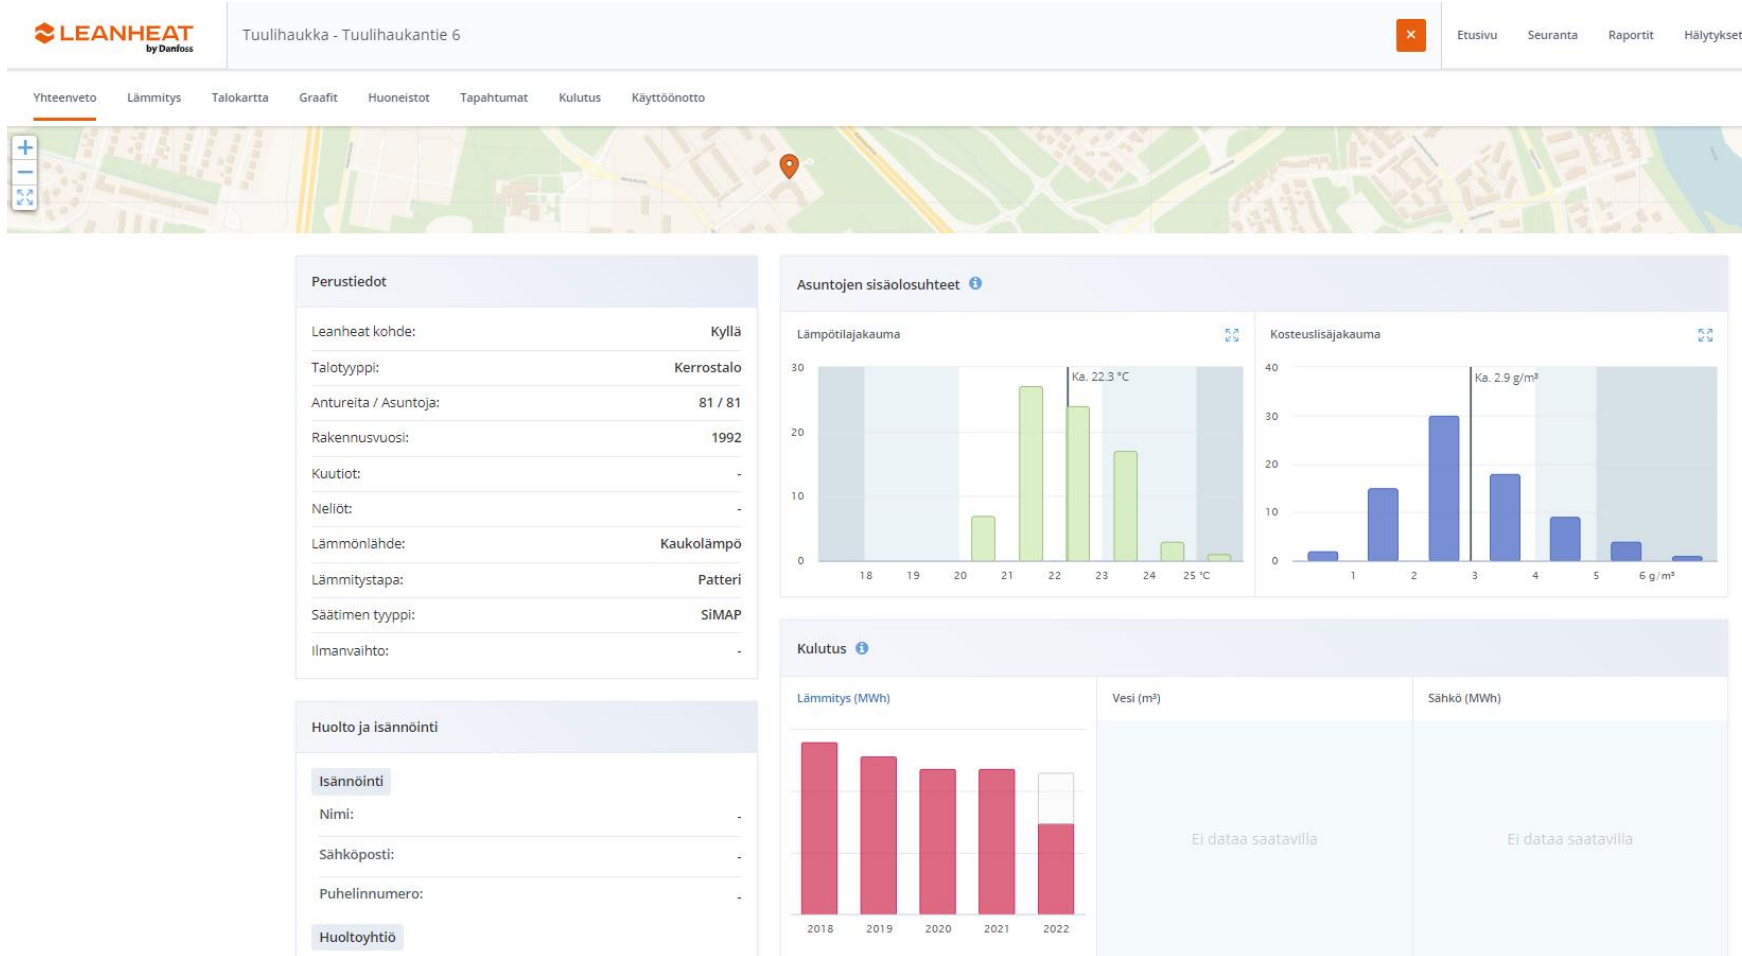 LEANHEAT
by Danfoss
Tuulihaukka - Tuulihaukantie 6
×
Etusivu Seuranta Raportit Hälytykset
Yhteenveto Lämmitys Talokartta Graafit Huoneistot Tapahtumat Kulutus Käyttöönotto
+
−
Perustiedot
Leanheat kohde: Kyllä
Talotyyppi: Kerrostalo
Antureita / Asuntoja: 81 / 81
Rakennusvuosi: 1992
Kuutiot: -
Neliöt: -
Lämmönlähde: Kaukolämpö
Lämmitystapa: Patteri
Säätimen tyyppi: SiMAP
Ilmanvaihto: -
Huolto ja isännöinti
Isännöinti
Nimi: -
Sähköposti: -
Puhelinnumero: -
Huoltoyhtiö
Asuntojen sisäolosuhteet i
Lämpötilajakauma
30
Ka. 22.3 °C
20
10
0
18 19 20 21 22 23 24 25 °C
Kosteuslisäjakauma
40
Ka. 2.9 g/m³
30
20
10
0
1 2 3 4 5 6 g/m³
Kulutus i
Lämmitys (MWh)
2018 2019 2020 2021 2022
Vesi (m³)
Ei dataa saatavilla
Sähkö (MWh)
Ei dataa saatavilla